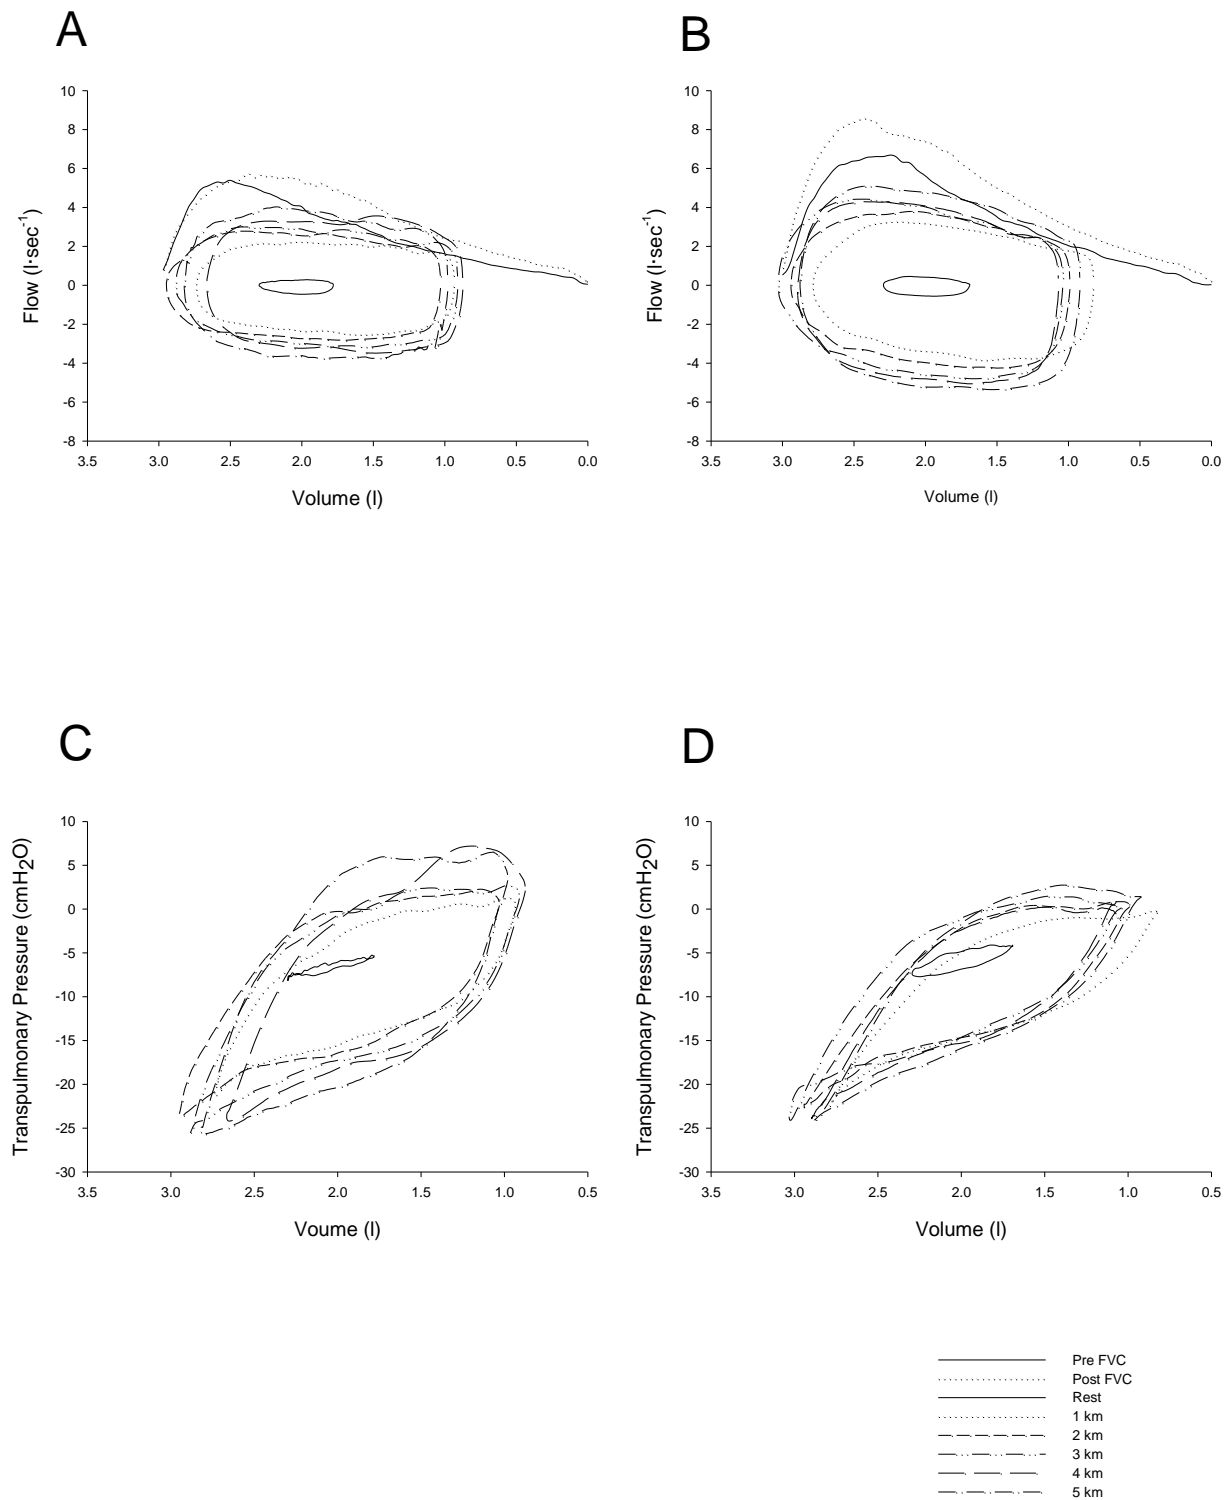 A
B
10
8
6
4
2
0
-2
-4
-6
-8
Flow (l·sec-1)
3.5 3.0 2.5 2.0 1.5 1.0 0.5 0.0
Volume (l)
10
8
6
4
2
0
-2
-4
-6
-8
Flow (l·sec-1)
3.5 3.0 2.5 2.0 1.5 1.0 0.5 0.0
Volume (l)
C
D
10
5
0
-5
-10
-15
-20
-25
-30
Transpulmonary Pressure (cmH2O)
3.5 3.0 2.5 2.0 1.5 1.0 0.5
Voume (l)
10
5
0
-5
-10
-15
-20
-25
-30
Transpulmonary Pressure (cmH2O)
3.5 3.0 2.5 2.0 1.5 1.0 0.5
Volume (l)
Pre FVC
Post FVC
Rest
1 km
2 km
3 km
4 km
5 km